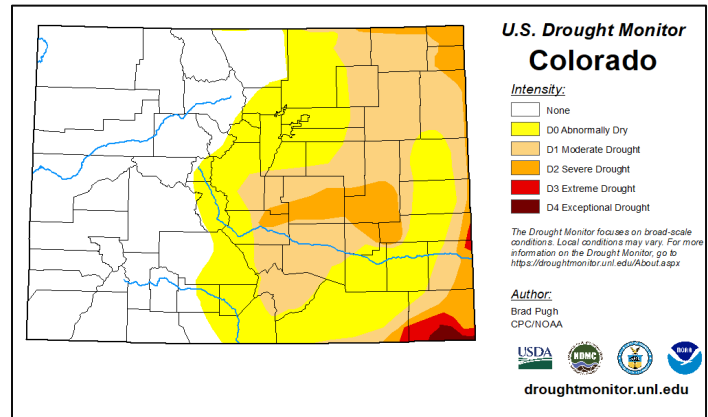 U.S. Drought Monitor
Colorado
Intensity:
None
D0 Abnormally Dry
D1 Moderate Drought
D2 Severe Drought
D3 Extreme Drought
D4 Exceptional Drought
The Drought Monitor focuses on broad-scale
conditions. Local conditions may vary. For more
information on the Drought Monitor, go to
https://droughtmonitor.unl.edu/About.aspx
Author:
Brad Pugh
CPC/NOAA
USDA
NDMC
NOAA
droughtmonitor.unl.edu